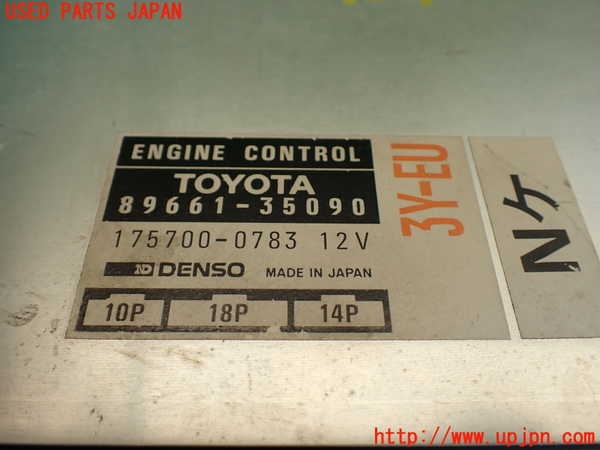 USED PARTS JAPAN
ENGINE CONTROL
TOYOTA
89661-35090
175700-0783 12V
ND DENSO MADE IN JAPAN
10P 18P 14P
3Y-EU
Nケ
http://www.upjpn.com